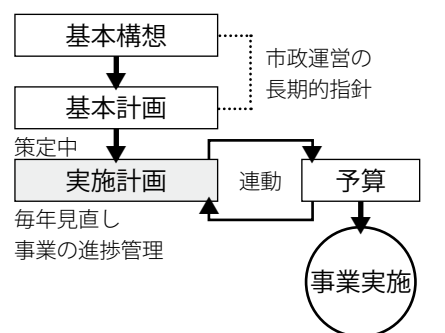 基本構想
市政運営の
長期的指針
基本計画
策定中
実施計画
連動
予算
毎年見直し
事業の進捗管理
事業実施